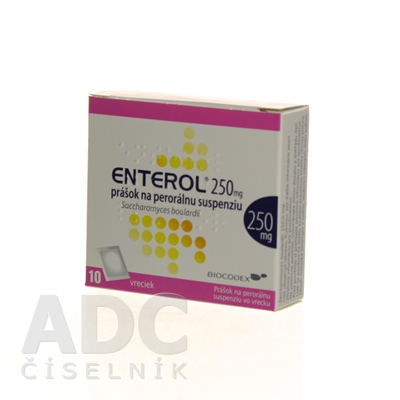 ENTEROL® 250 mg
prášok na perorálnu suspenziu
Saccharomyces boulardii
250
mg
BIOCODEX
10
vreciek
Prášok na perorálnu
suspenziu vo vrecku
ADC
ČÍSELNÍK